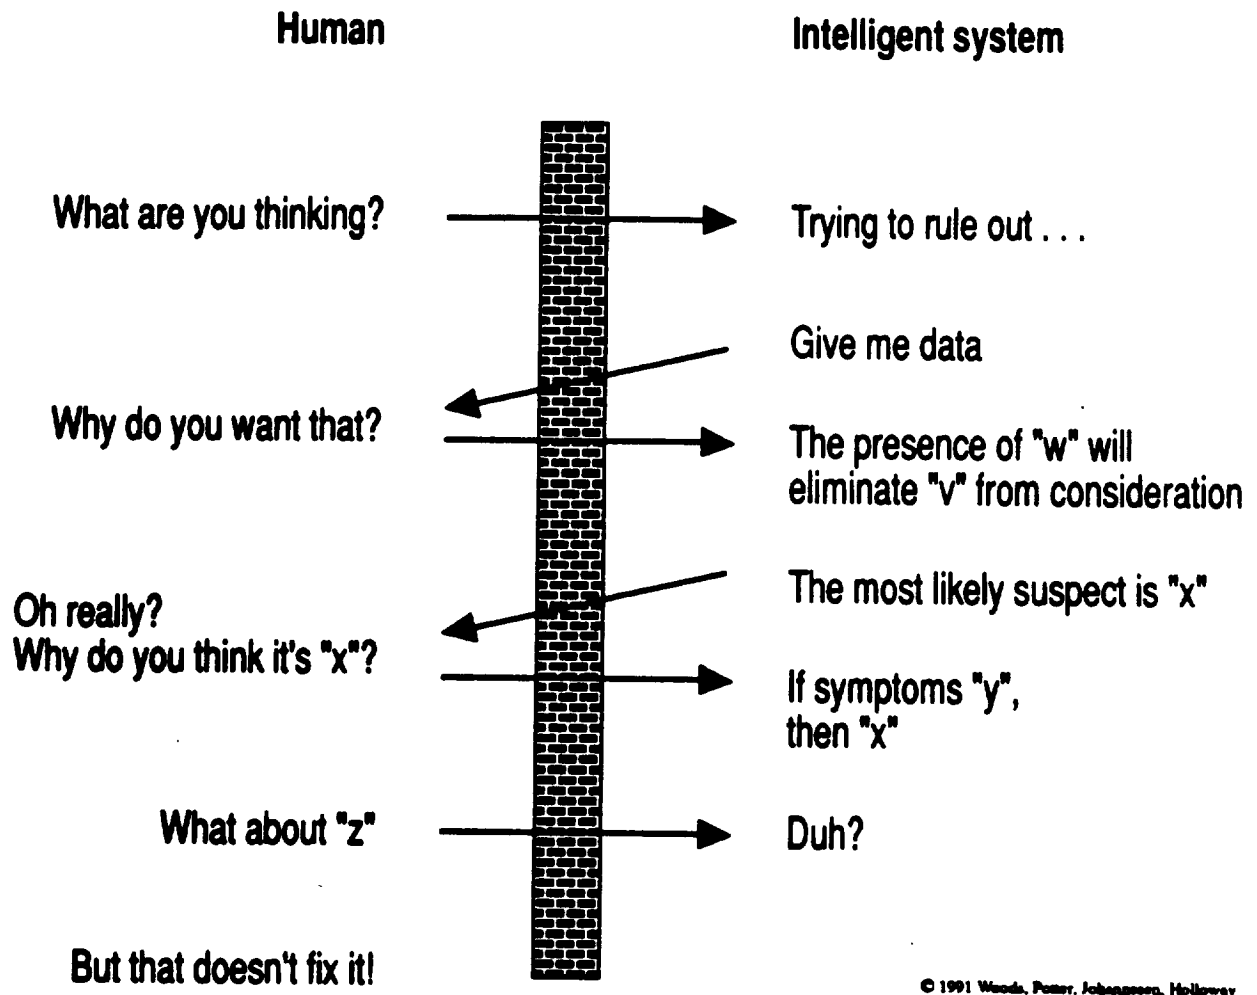 Human
Intelligent system
What are you thinking?
Trying to rule out . . .
Give me data
Why do you want that?
The presence of "w" will
eliminate "v" from consideration
The most likely suspect is "x"
Oh really?
Why do you think it's "x"?
If symptoms "y",
then "x"
What about "z"
Duh?
But that doesn't fix it!
© 1991 Woods, Potter, Johannesen, Holloway